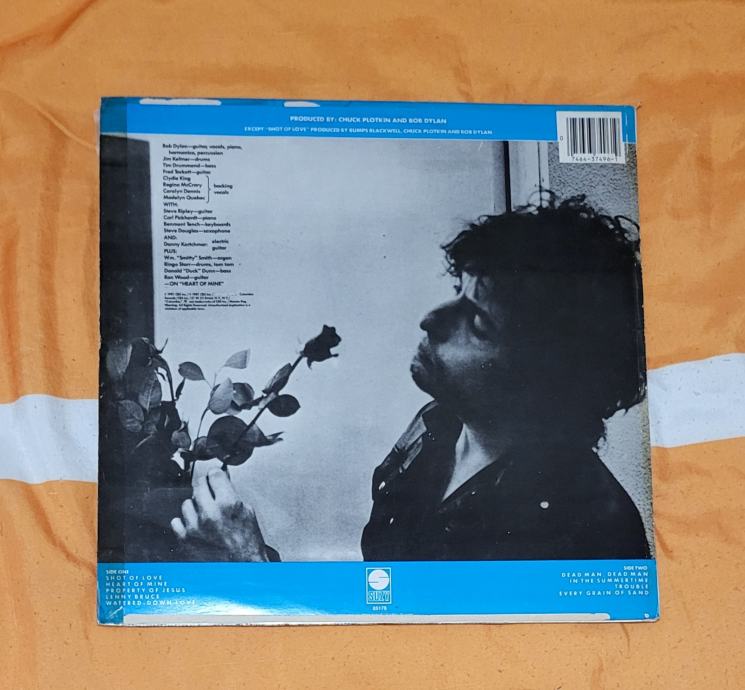 PRODUCED BY: CHUCK PLOTKIN AND BOB DYLAN
EXCEPT "SHOT OF LOVE" PRODUCED BY BUMPS BLACKWELL, CHUCK PLOTKIN AND BOB DYLAN
0
7464-37496-1
Bob Dylan—guitar, vocals, piano,
harmonica, percussion
Jim Keltner—drums
Tim Drummond—bass
Fred Tackett—guitar
Clydie King
Regina McCrary
Carolyn Dennis
Madelyn Quebec
backing
vocals
WITH:
Steve Ripley—guitar
Carl Pickhardt—piano
Benmont Tench—keyboards
Steve Douglas—saxophone
AND:
Danny Kortchmar:
electric
guitar
PLUS:
Wm. "Smitty" Smith—organ
Ringo Starr—drums, tom tom
Donald "Duck" Dunn—bass
Ron Wood—guitar
—ON "HEART OF MINE"
SIDE ONE
SHOT OF LOVE
HEART OF MINE
PROPERTY OF JESUS
LENNY BRUCE
WATERED-DOWN LOVE
SUZY
85178
SIDE TWO
DEAD MAN, DEAD MAN
IN THE SUMMERTIME
TROUBLE
EVERY GRAIN OF SAND